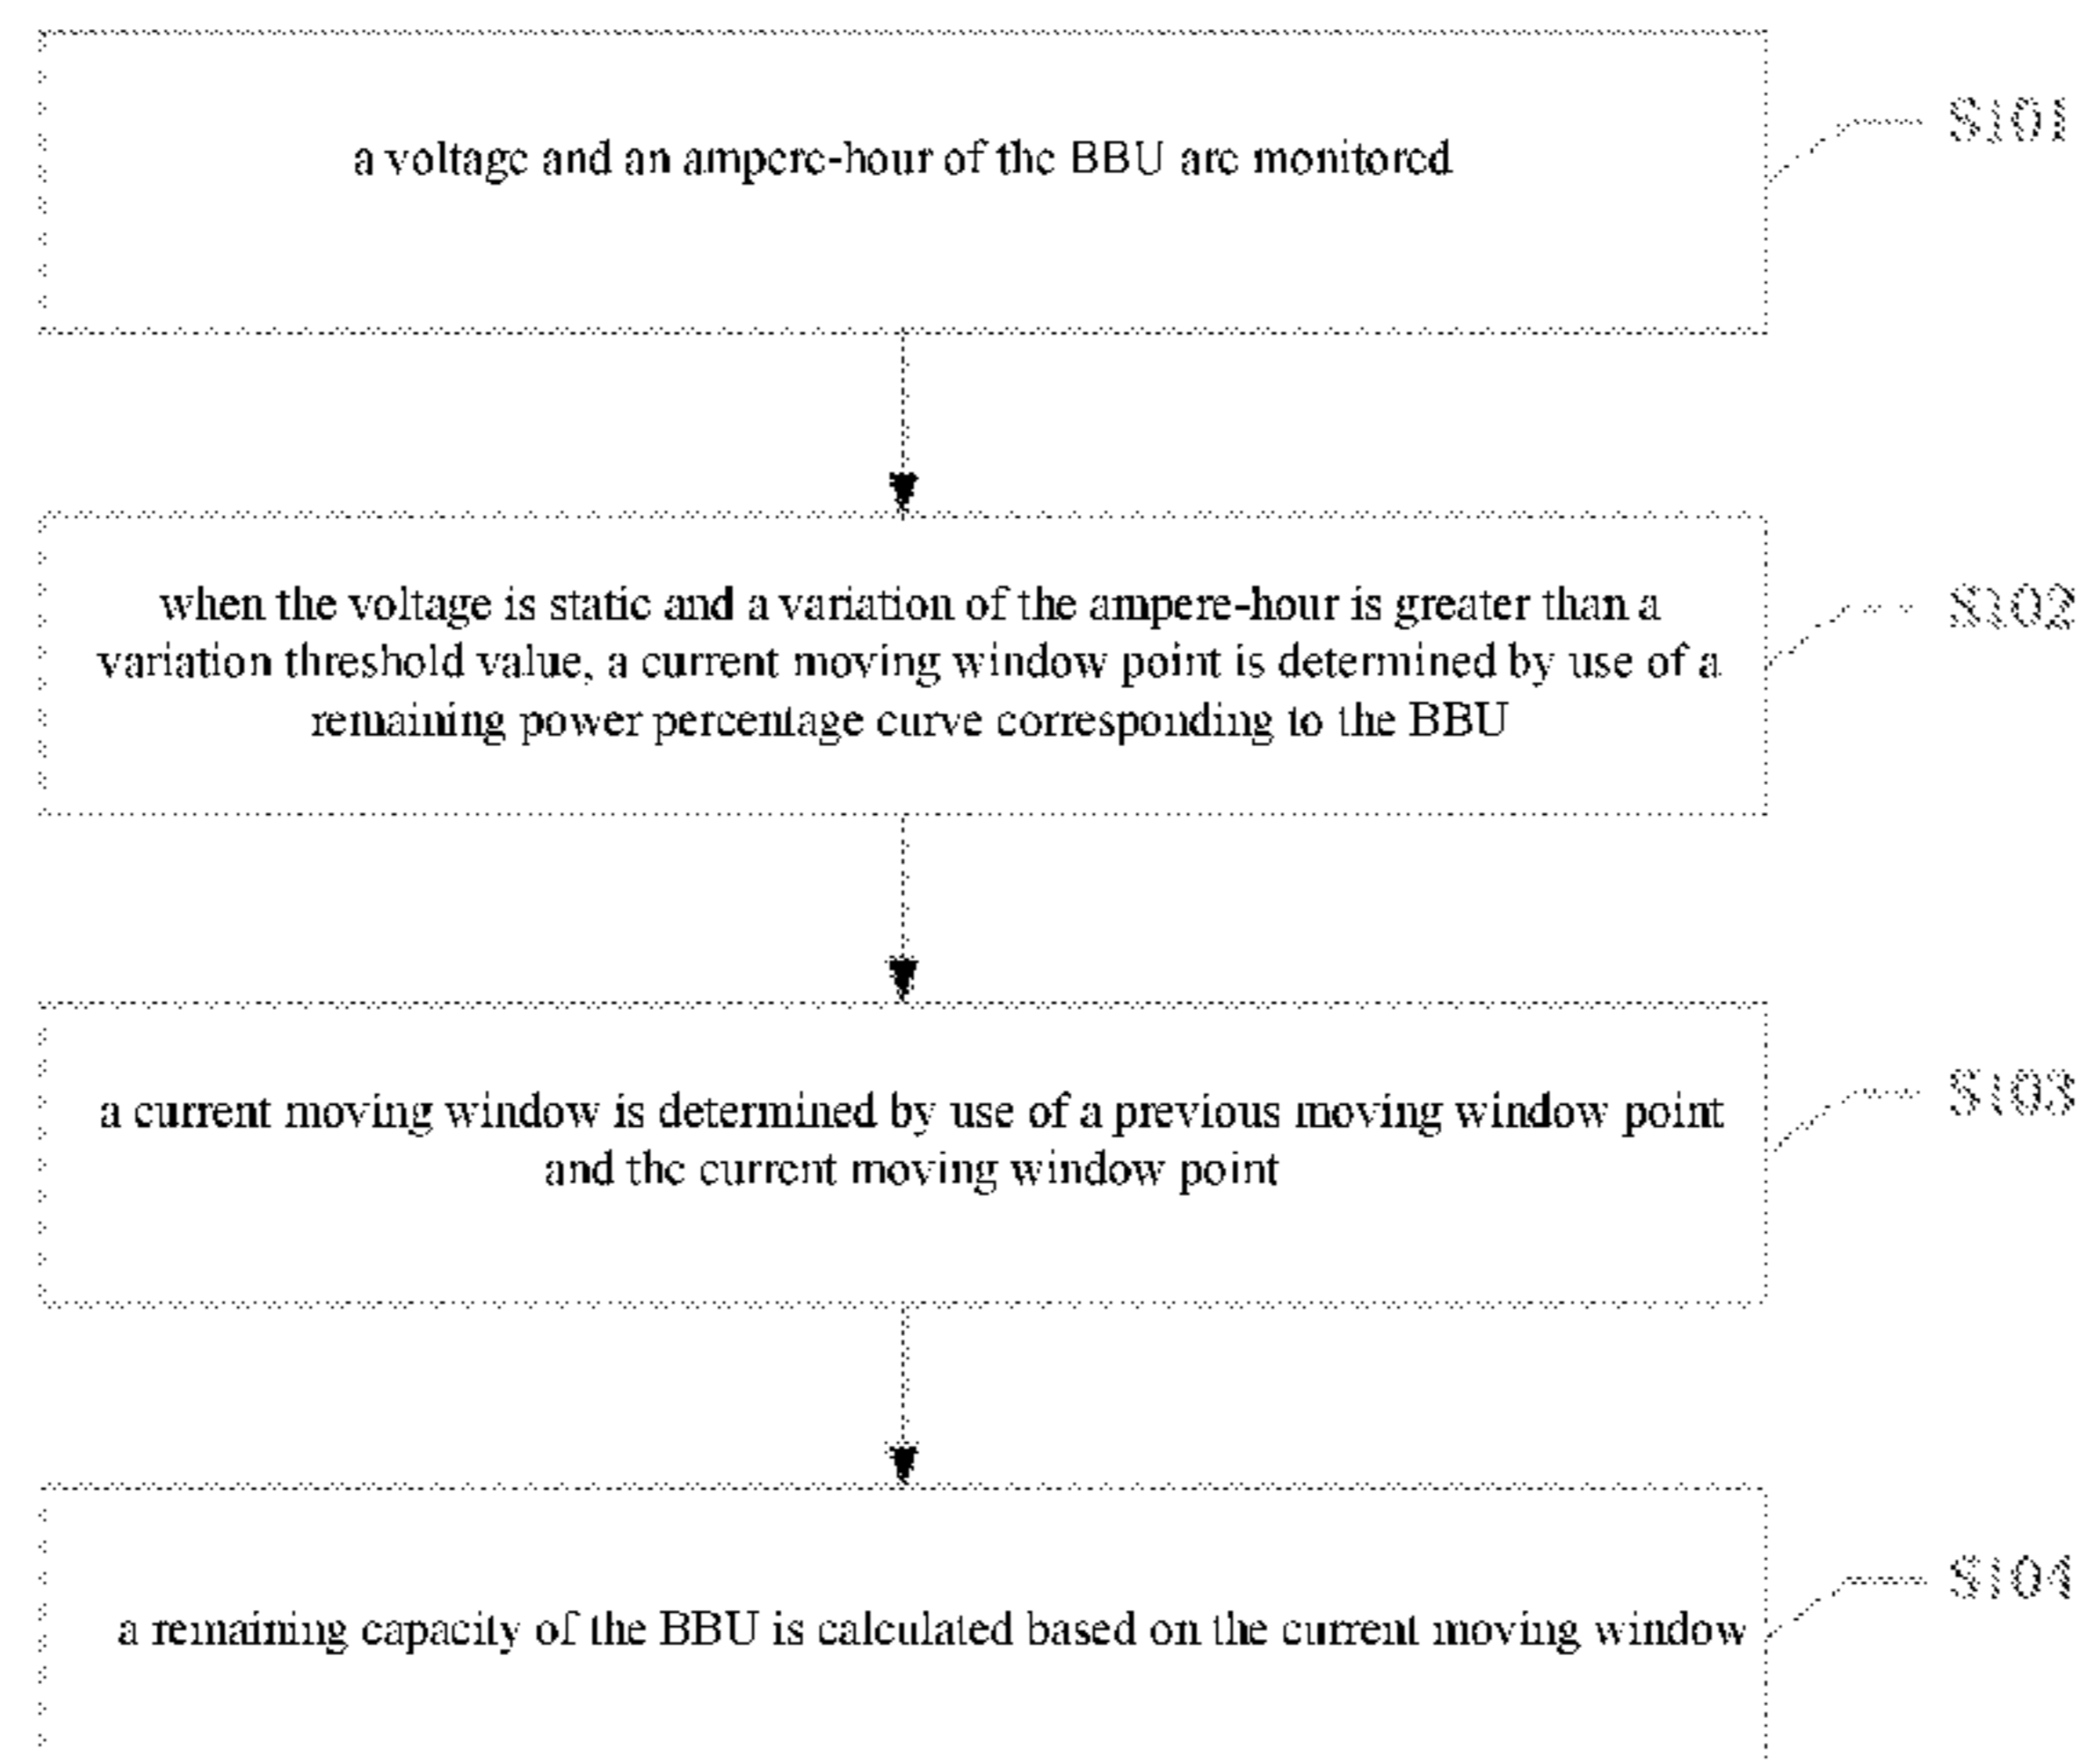 a voltage and an ampere-hour of the BBU are monitored
S101
when the voltage is static and a variation of the ampere-hour is greater than a
variation threshold value, a current moving window point is determined by use of a
remaining power percentage curve corresponding to the BBU
S102
a current moving window is determined by use of a previous moving window point
and the current moving window point
S103
a remaining capacity of the BBU is calculated based on the current moving window
S104